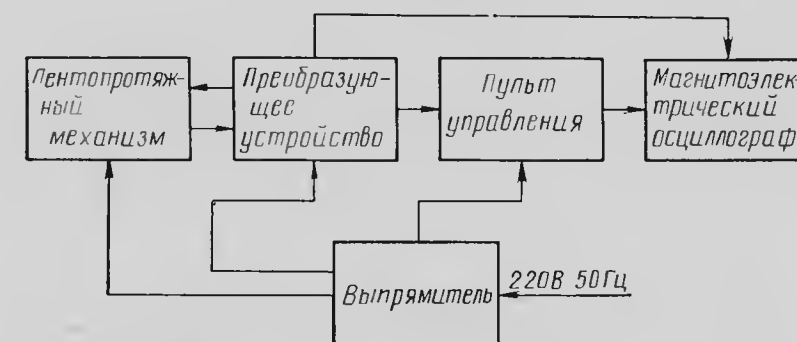 Лентопротяж-
ный
механизм
Преобразую-
щее
устройство
Пульт
управления
Магнитоэлек-
трический
осциллограф
Выпрямитель
220В 50Гц